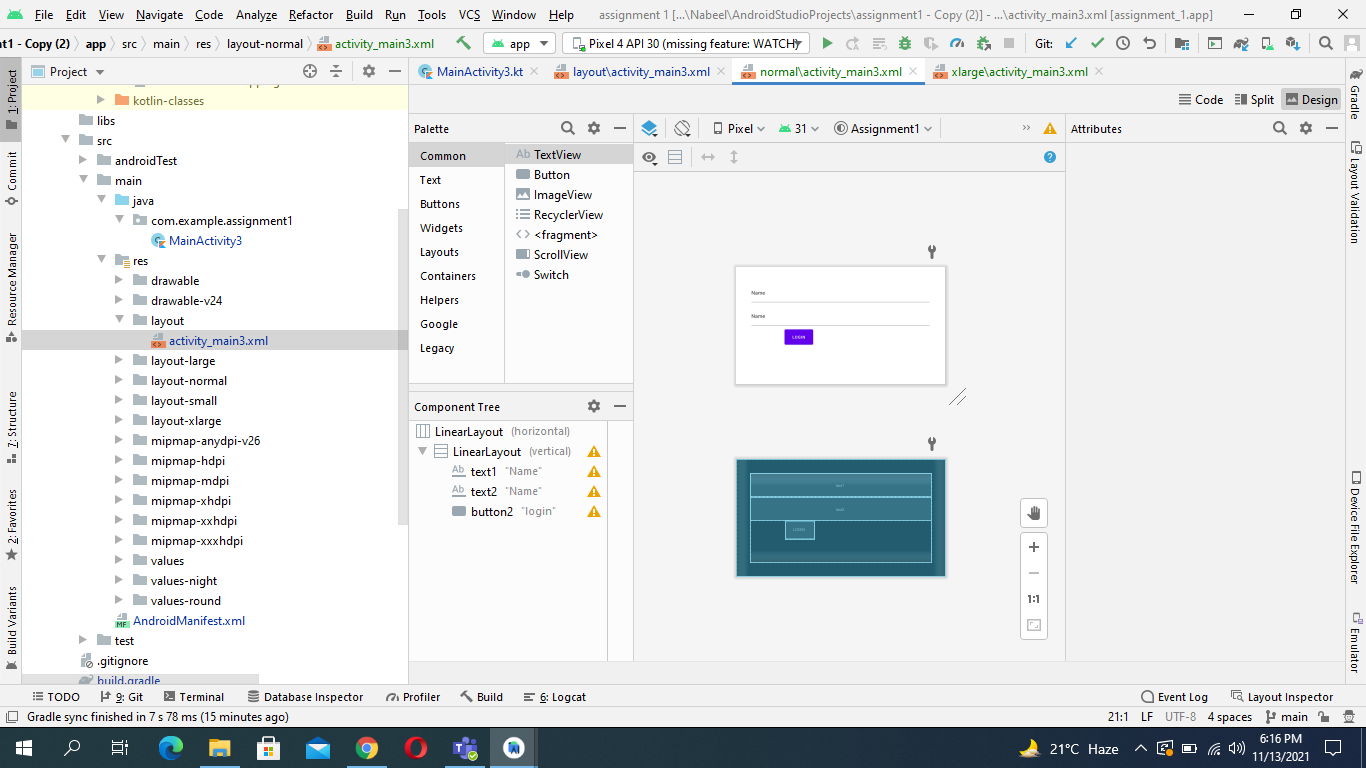 File Edit View Navigate Code Analyze Refactor Build Run Tools VCS Window Help assignment 1 [...\Nabeel\AndroidStudioProjects\assignment1 - Copy (2)] - ...\activity_main3.xml [assignment_1.app]
nt1 - Copy (2) app src main res layout-normal activity_main3.xml app Pixel 4 API 30 (missing feature: WATCH) Git:
Project MainActivity3.kt layout\activity_main3.xml normal\activity_main3.xml xlarge\activity_main3.xml
Code Split Design
kotlin-classes
libs
src
androidTest
main
java
com.example.assignment1
MainActivity3
res
drawable
drawable-v24
layout
activity_main3.xml
layout-large
layout-normal
layout-small
layout-xlarge
mipmap-anydpi-v26
mipmap-hdpi
mipmap-mdpi
mipmap-xhdpi
mipmap-xxhdpi
mipmap-xxxhdpi
values
values-night
values-round
AndroidManifest.xml
test
.gitignore
build.gradle
1: Project
Commit
Resource Manager
7: Structure
2: Favorites
Build Variants
Palette
Common
Text
Buttons
Widgets
Layouts
Containers
Helpers
Google
Legacy
Ab TextView
Button
ImageView
RecyclerView
<fragment>
ScrollView
Switch
Component Tree
LinearLayout (horizontal)
LinearLayout (vertical)
Ab text1 "Name"
Ab text2 "Name"
button2 "login"
Pixel 31 Assignment1 »
?
Name
Name
LOGIN
1:1
Attributes
Gradle
Layout Validation
Device File Explorer
Emulator
TODO 9: Git Terminal Database Inspector Profiler Build 6: Logcat Event Log Layout Inspector
Gradle sync finished in 7 s 78 ms (15 minutes ago) 21:1 LF UTF-8 4 spaces main
21°C Haze 6:16 PM
11/13/2021